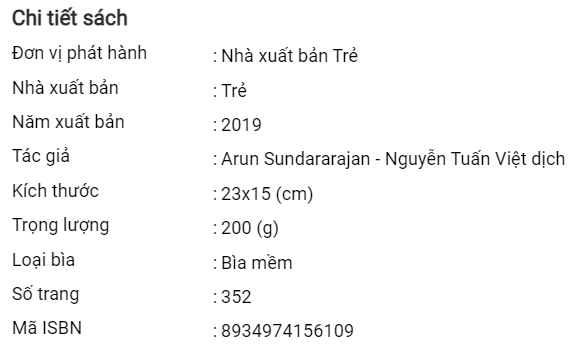 Chi tiết sách
Đơn vị phát hành : Nhà xuất bản Trẻ
Nhà xuất bản : Trẻ
Năm xuất bản : 2019
Tác giả : Arun Sundararajan - Nguyễn Tuấn Việt dịch
Kích thước : 23x15 (cm)
Trọng lượng : 200 (g)
Loại bìa : Bìa mềm
Số trang : 352
Mã ISBN : 8934974156109